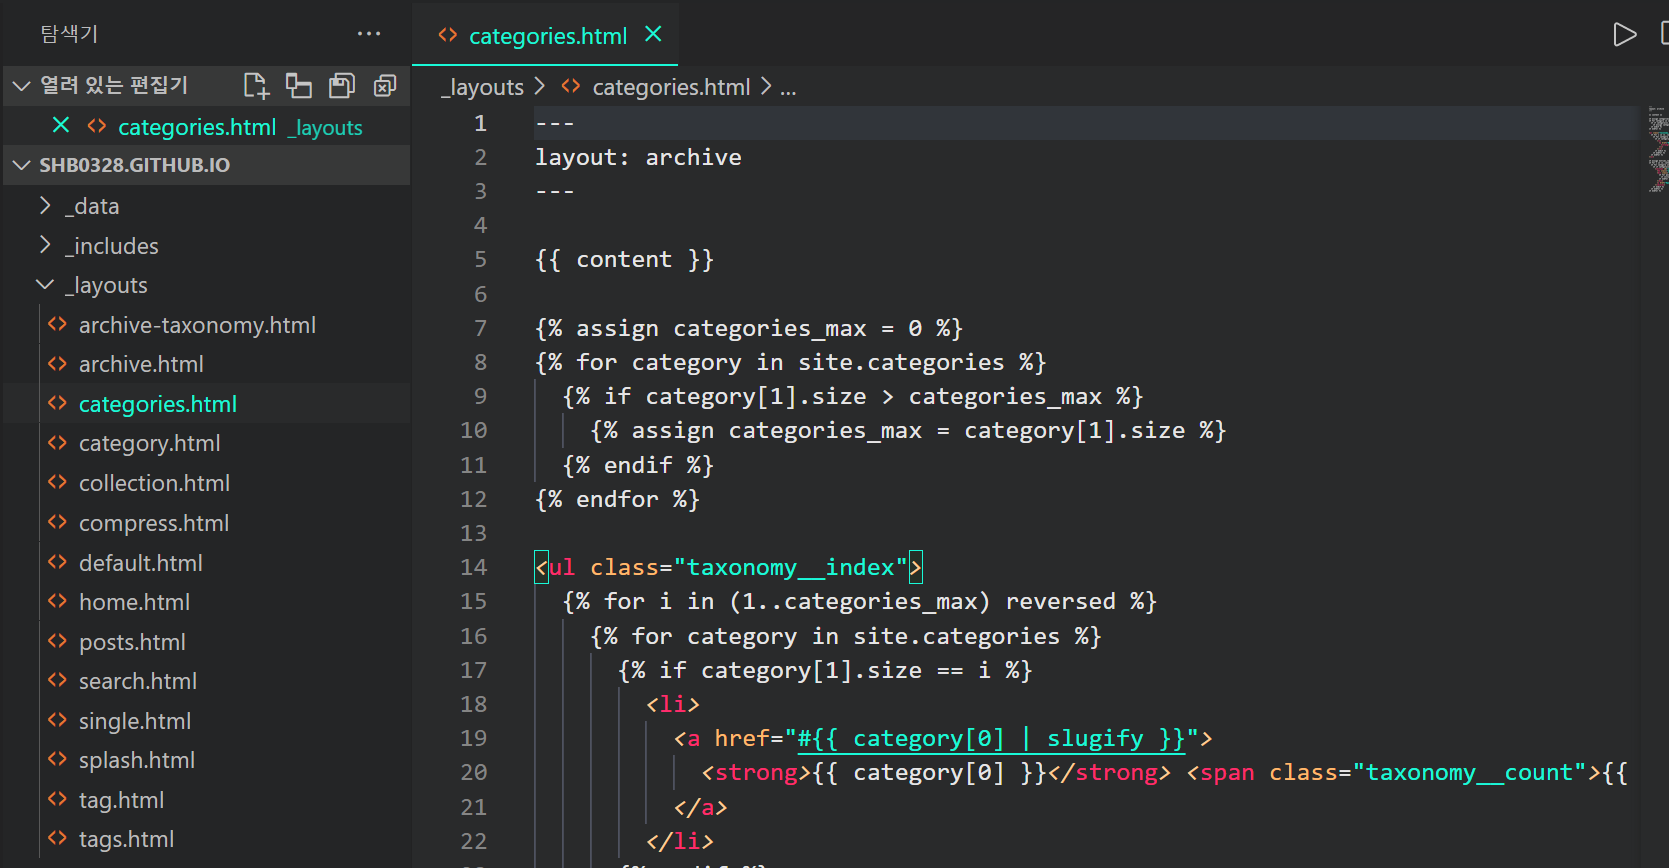 탐색기
···
열려 있는 편집기
categories.html _layouts
SHB0328.GITHUB.IO
_data
_includes
_layouts
archive-taxonomy.html
archive.html
categories.html
category.html
collection.html
compress.html
default.html
home.html
posts.html
search.html
single.html
splash.html
tag.html
tags.html
categories.html
_layouts > categories.html > ...
1 ---
2 layout: archive
3 ---
4
5 {{ content }}
6
7 {% assign categories_max = 0 %}
8 {% for category in site.categories %}
9 {% if category[1].size > categories_max %}
10 {% assign categories_max = category[1].size %}
11 {% endif %}
12 {% endfor %}
13
14 <ul class="taxonomy__index">
15 {% for i in (1..categories_max) reversed %}
16 {% for category in site.categories %}
17 {% if category[1].size == i %}
18 <li>
19 <a href="#{{ category[0] | slugify }}">
20 <strong>{{ category[0] }}</strong> <span class="taxonomy__count">{{
21 </a>
22 </li>